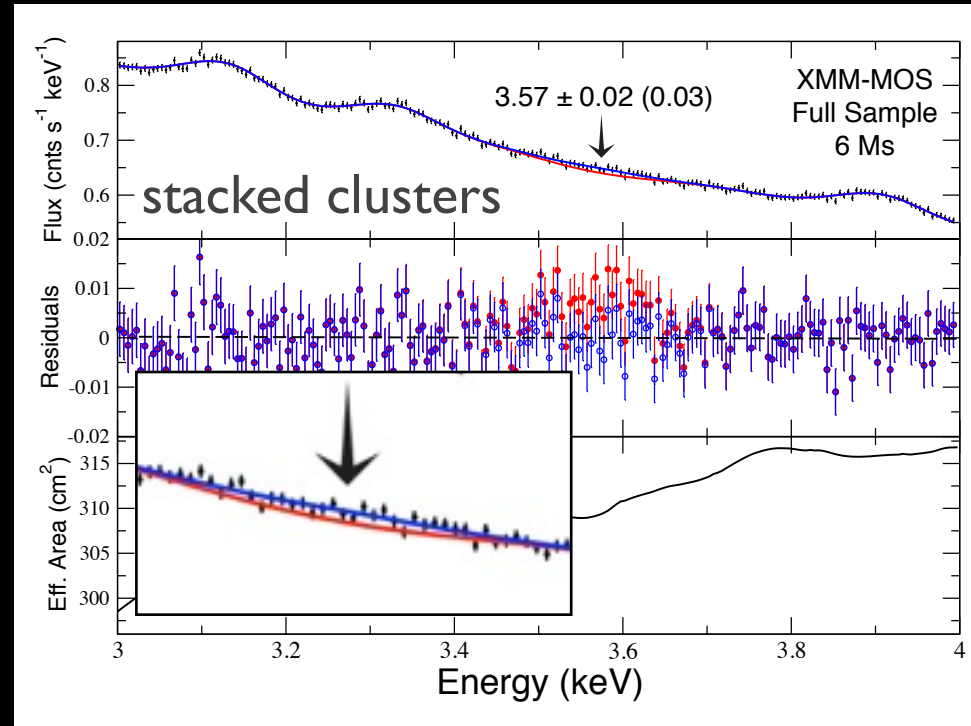 Flux (cnts s⁻¹ keV⁻¹)
0.8
0.7
0.6
3.57 ± 0.02 (0.03)
XMM-MOS
Full Sample
6 Ms
stacked clusters
Residuals
0.02
0.01
0
-0.01
-0.02
Eff. Area (cm²)
315
310
305
300
3
3.2
3.4
3.6
3.8
4
Energy (keV)